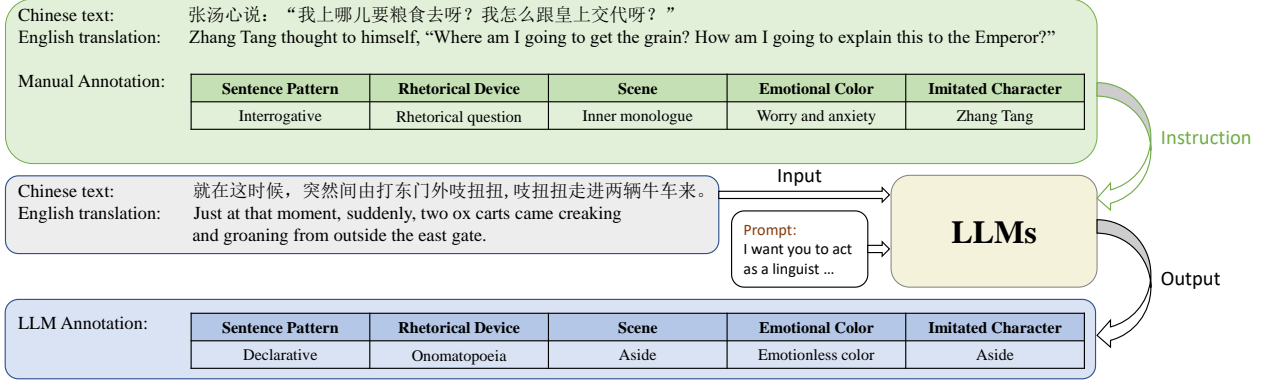 Chinese text: 张汤心说：“我上哪儿要粮食去呀？我怎么跟皇上交代呀？”
English translation: Zhang Tang thought to himself, “Where am I going to get the grain? How am I going to explain this to the Emperor?”
Manual Annotation:
Sentence Pattern Rhetorical Device Scene Emotional Color Imitated Character
Interrogative Rhetorical question Inner monologue Worry and anxiety Zhang Tang
Instruction
Chinese text: 就在这时候，突然间由打东门外吱扭扭,吱扭扭走进两辆牛车来。
English translation: Just at that moment, suddenly, two ox carts came creaking
and groaning from outside the east gate.
Input
Prompt:
I want you to act
as a linguist ...
LLMs
Output
LLM Annotation:
Sentence Pattern Rhetorical Device Scene Emotional Color Imitated Character
Declarative Onomatopoeia Aside Emotionless color Aside